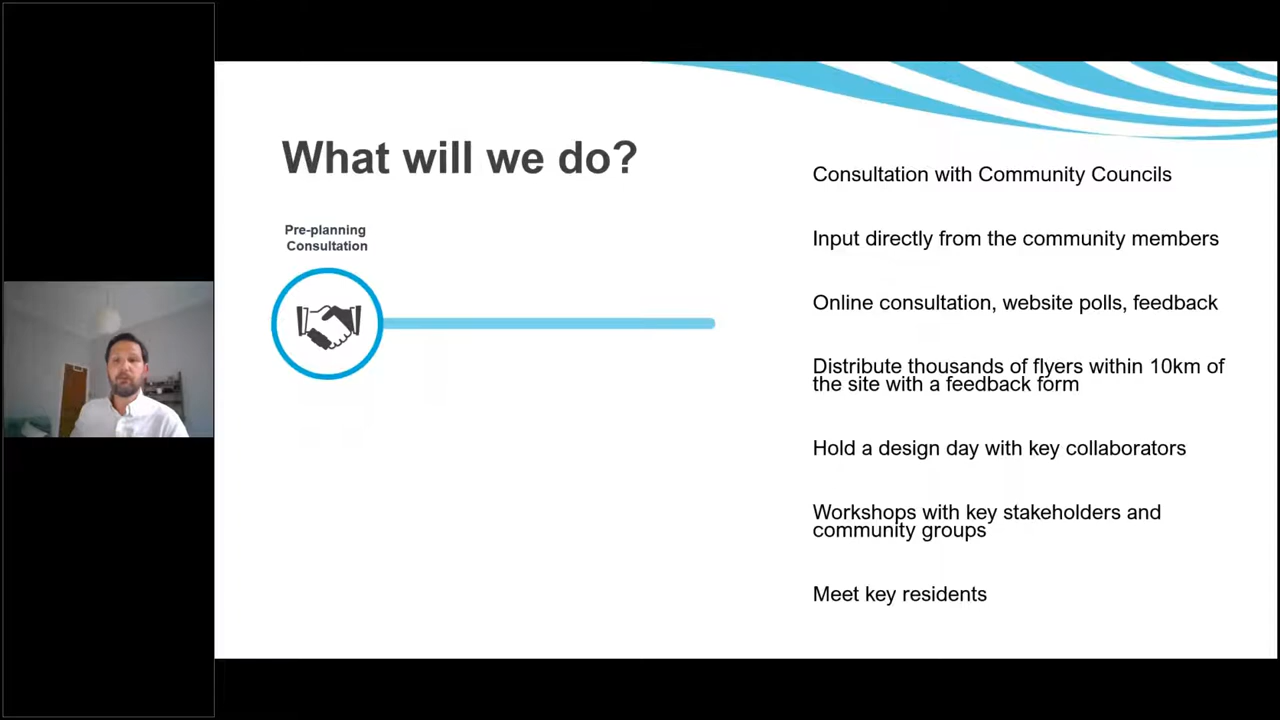 What will we do?
Pre-planning
Consultation
Consultation with Community Councils
Input directly from the community members
Online consultation, website polls, feedback
Distribute thousands of flyers within 10km of
the site with a feedback form
Hold a design day with key collaborators
Workshops with key stakeholders and
community groups
Meet key residents